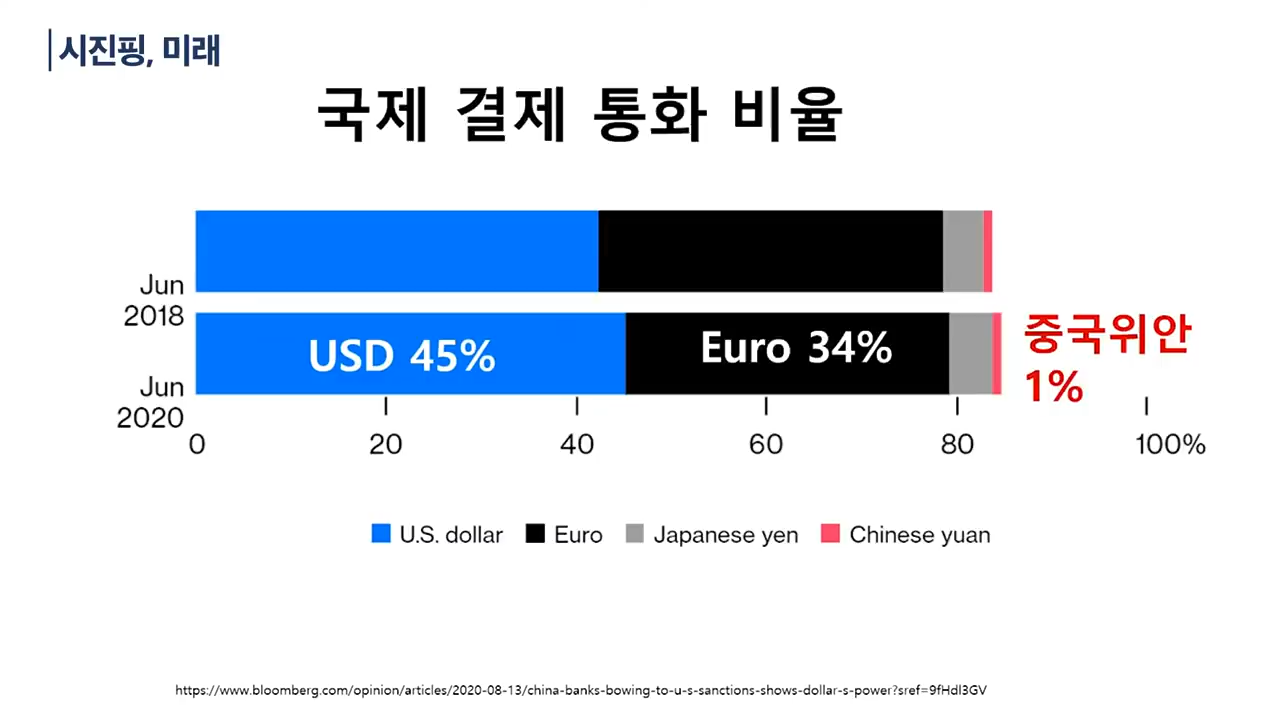 시진핑, 미래
국제 결제 통화 비율
Jun
2018
USD 45%
Euro 34%
중국위안
1%
Jun
2020
0 20 40 60 80 100%
U.S. dollar Euro Japanese yen Chinese yuan
https://www.bloomberg.com/opinion/articles/2020-08-13/china-banks-bowing-to-u-s-sanctions-shows-dollar-s-power?sref=9fHdl3GV